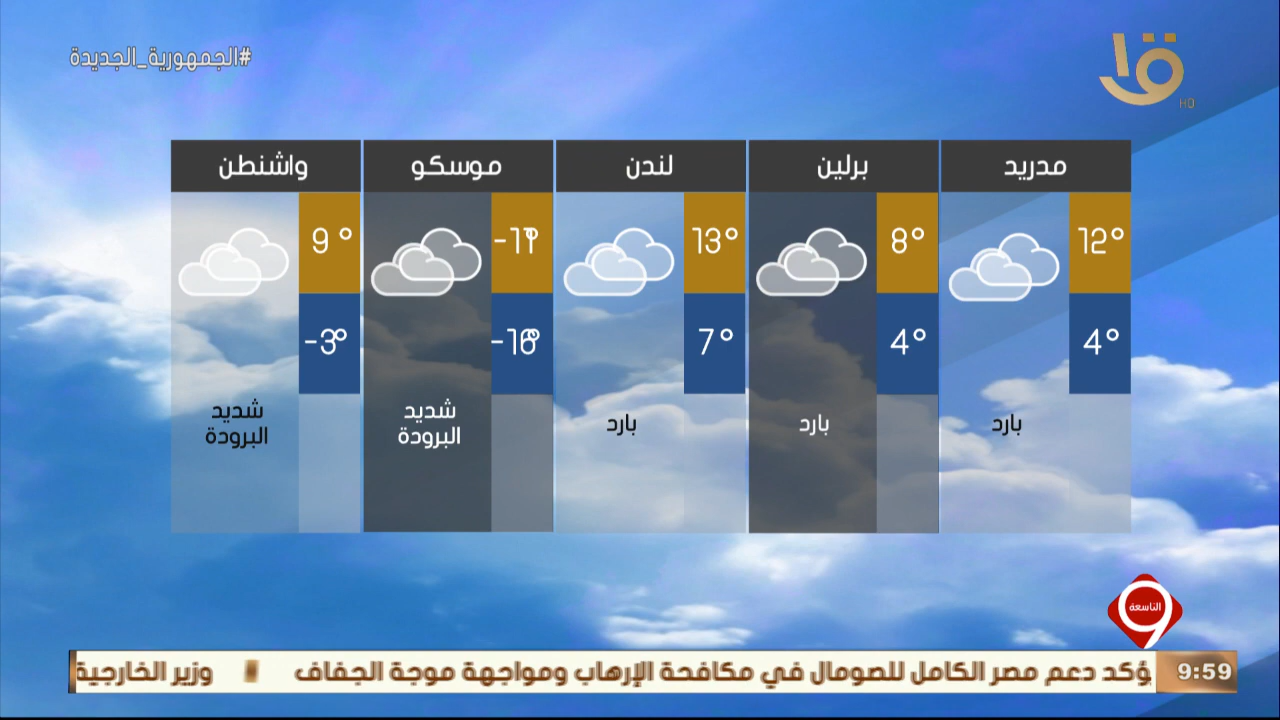 #الجمهورية_الجديدة
HD
مدريد
12°
4°
بارد
برلين
8°
4°
بارد
لندن
13°
7°
بارد
موسكو
-11°
شديد
البرودة
واشنطن
9 °
-3°
شديد
البرودة
التاسعة
9
9:59
يؤكد دعم مصر الكامل للصومال في مكافحة الإرهاب ومواجهة موجة الجفاف
وزير الخارجية